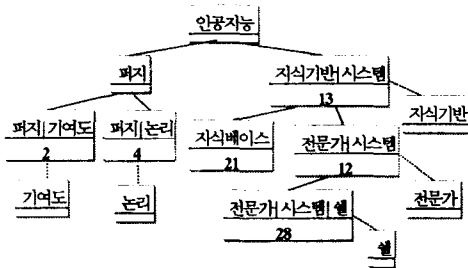 인공지능
퍼지
지식기반|시스템
13
지식기반
퍼지|기여도
2
퍼지|논리
4
지식베이스
21
전문가|시스템
12
기여도
논리
전문가|시스템|쉘
28
전문가
쉘